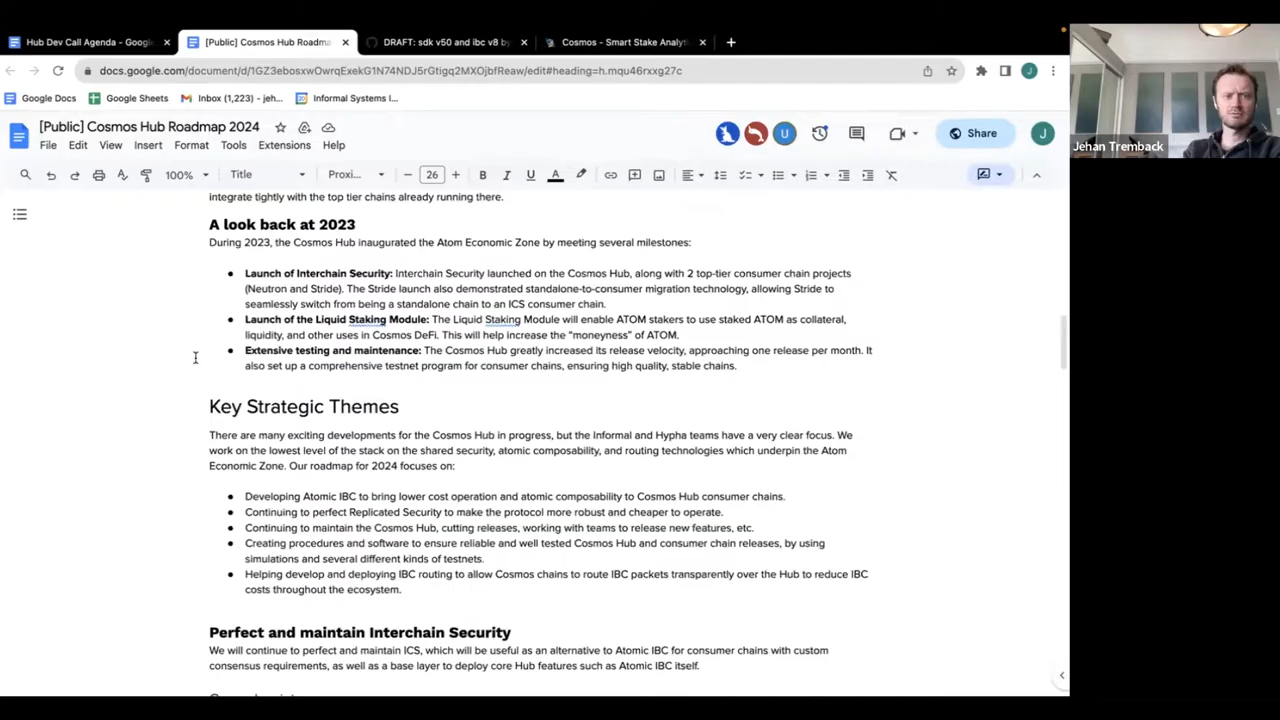 Hub Dev Call Agenda - Google
[Public] Cosmos Hub Roadma
DRAFT: sdk v50 and ibc v8 by
Cosmos - Smart Stake Analyti
docs.google.com/document/d/1GZ3ebosxwOwrqExekG1N74NDJ5rGtigq2MXOjbfReaw/edit#heading=h.mqu46rxxg27c
J
Google Docs
Google Sheets
Inbox (1,223) - jeh...
Informal Systems I...
[Public] Cosmos Hub Roadmap 2024
U
Share
J
File Edit View Insert Format Tools Extensions Help
100% Title Proxi... 26 B I U A
integrate tightly with the top tier chains already running there.
A look back at 2023
During 2023, the Cosmos Hub inaugurated the Atom Economic Zone by meeting several milestones:
● Launch of Interchain Security: Interchain Security launched on the Cosmos Hub, along with 2 top-tier consumer chain projects
(Neutron and Stride). The Stride launch also demonstrated standalone-to-consumer migration technology, allowing Stride to
seamlessly switch from being a standalone chain to an ICS consumer chain.
● Launch of the Liquid Staking Module: The Liquid Staking Module will enable ATOM stakers to use staked ATOM as collateral,
liquidity, and other uses in Cosmos DeFi. This will help increase the “moneyness” of ATOM.
● Extensive testing and maintenance: The Cosmos Hub greatly increased its release velocity, approaching one release per month. It
also set up a comprehensive testnet program for consumer chains, ensuring high quality, stable chains.
Key Strategic Themes
There are many exciting developments for the Cosmos Hub in progress, but the Informal and Hypha teams have a very clear focus. We
work on the lowest level of the stack on the shared security, atomic composability, and routing technologies which underpin the Atom
Economic Zone. Our roadmap for 2024 focuses on:
● Developing Atomic IBC to bring lower cost operation and atomic composability to Cosmos Hub consumer chains.
● Continuing to perfect Replicated Security to make the protocol more robust and cheaper to operate.
● Continuing to maintain the Cosmos Hub, cutting releases, working with teams to release new features, etc.
● Creating procedures and software to ensure reliable and well tested Cosmos Hub and consumer chain releases, by using
simulations and several different kinds of testnets.
● Helping develop and deploying IBC routing to allow Cosmos chains to route IBC packets transparently over the Hub to reduce IBC
costs throughout the ecosystem.
Perfect and maintain Interchain Security
We will continue to perfect and maintain ICS, which will be useful as an alternative to Atomic IBC for consumer chains with custom
consensus requirements, as well as a base layer to deploy core Hub features such as Atomic IBC itself.
Jehan Tremback